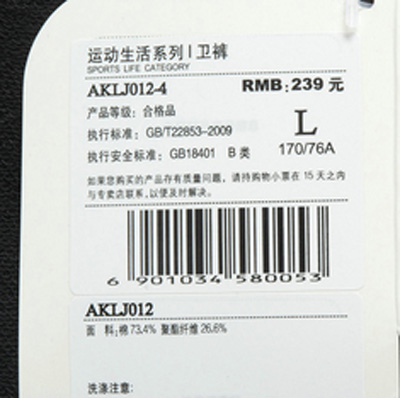 运动生活系列 | 卫裤
SPORTS LIFE CATEGORY
AKLJ012-4 RMB: 239 元
产品等级: 合格品
执行标准: GB/T22853-2009 L
执行安全标准: GB18401 B 类 170/76A
如果您购买的产品存有质量问题, 请持购物小票在 15 天之内
与专卖店联系,以便及时解决。
6 901034 580053
AKLJ012
面 料:棉73.4% 聚酯纤维 26.6%
洗涤注意: